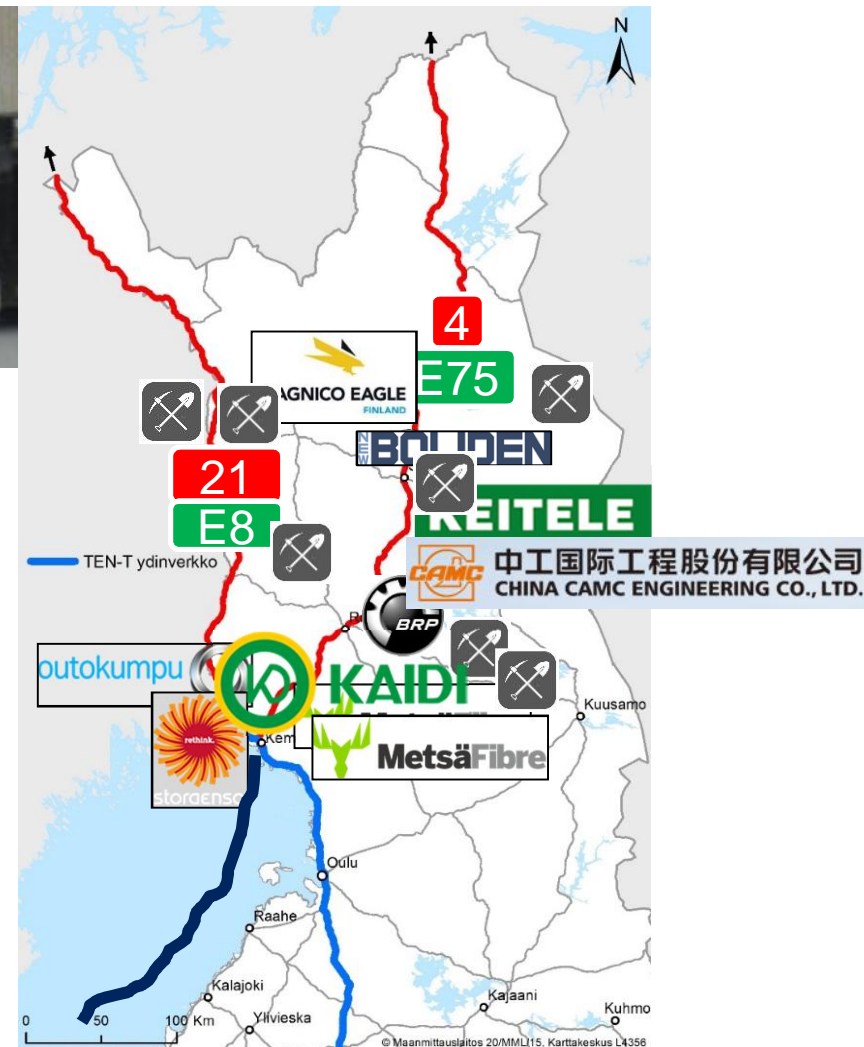 N
4
E75
AGNICO EAGLE
FINLAND
NEW BOLIDEN
21
E8
KEITELE
TEN-T ydinverkko
CAMC
中工国际工程股份有限公司
CHINA CAMC ENGINEERING CO., LTD.
BRP
outokumpu
KAIDI
Kuusamo
rethink.
Kem
MetsäFibre
storaenso
Oulu
Raahe
Kalajoki
Kajaani
Kuhmo
0 50 100 Km
Ylivieska
© Maanmittauslaitos 20/MML/15, Karttakeskus L4356